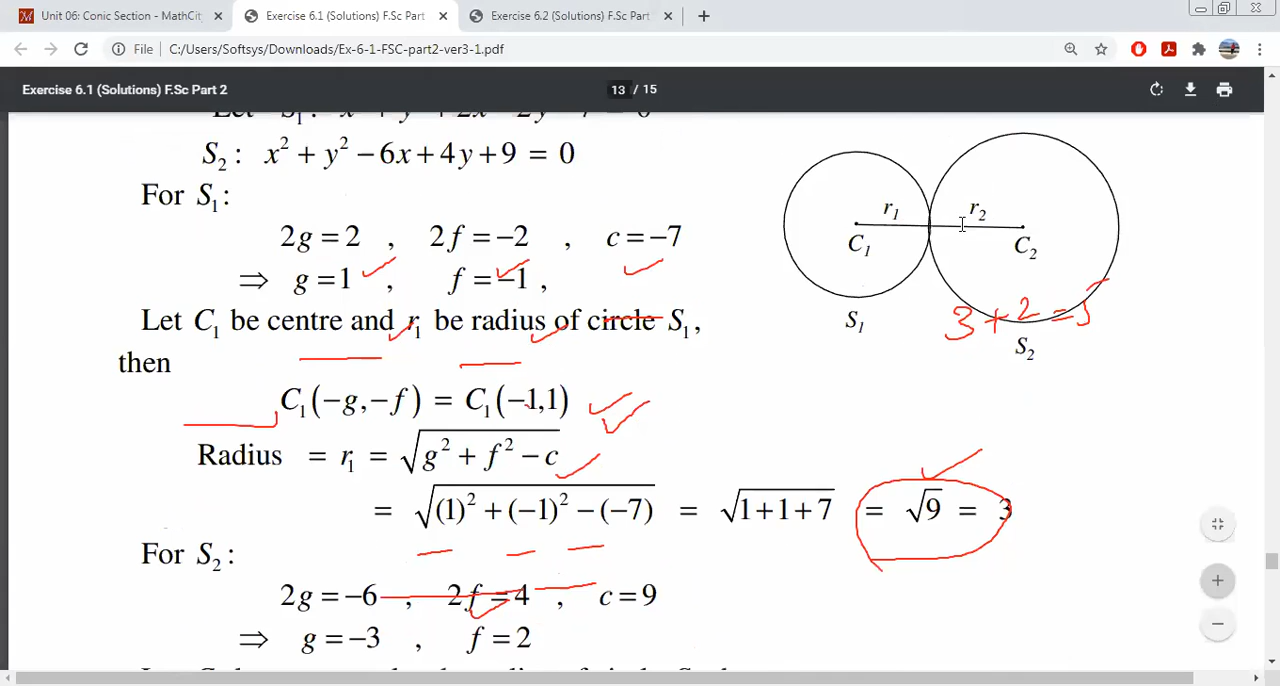 Unit 06: Conic Section - MathCit
Exercise 6.1 (Solutions) F.Sc Part
Exercise 6.2 (Solutions) F.Sc Part
File C:/Users/Softsys/Downloads/Ex-6-1-FSC-part2-ver3-1.pdf
Exercise 6.1 (Solutions) F.Sc Part 2
13 / 15
S₂: x² + y² − 6x + 4y + 9 = 0
For S₁:
2g = 2 , 2f = −2 , c = −7
⇒ g = 1 , f = −1 ,
Let C₁ be centre and r₁ be radius of circle S₁,
then
C₁(−g,−f) = C₁(−1,1)
Radius = r₁ = √(g² + f² − c)
= √((1)² + (−1)² − (−7)) = √(1+1+7) = √9 = 3
For S₂:
2g = −6 , 2f = 4 , c = 9
⇒ g = −3 , f = 2
r₁ r₂
C₁ C₂
3 + 2 = 5
S₁ S₂